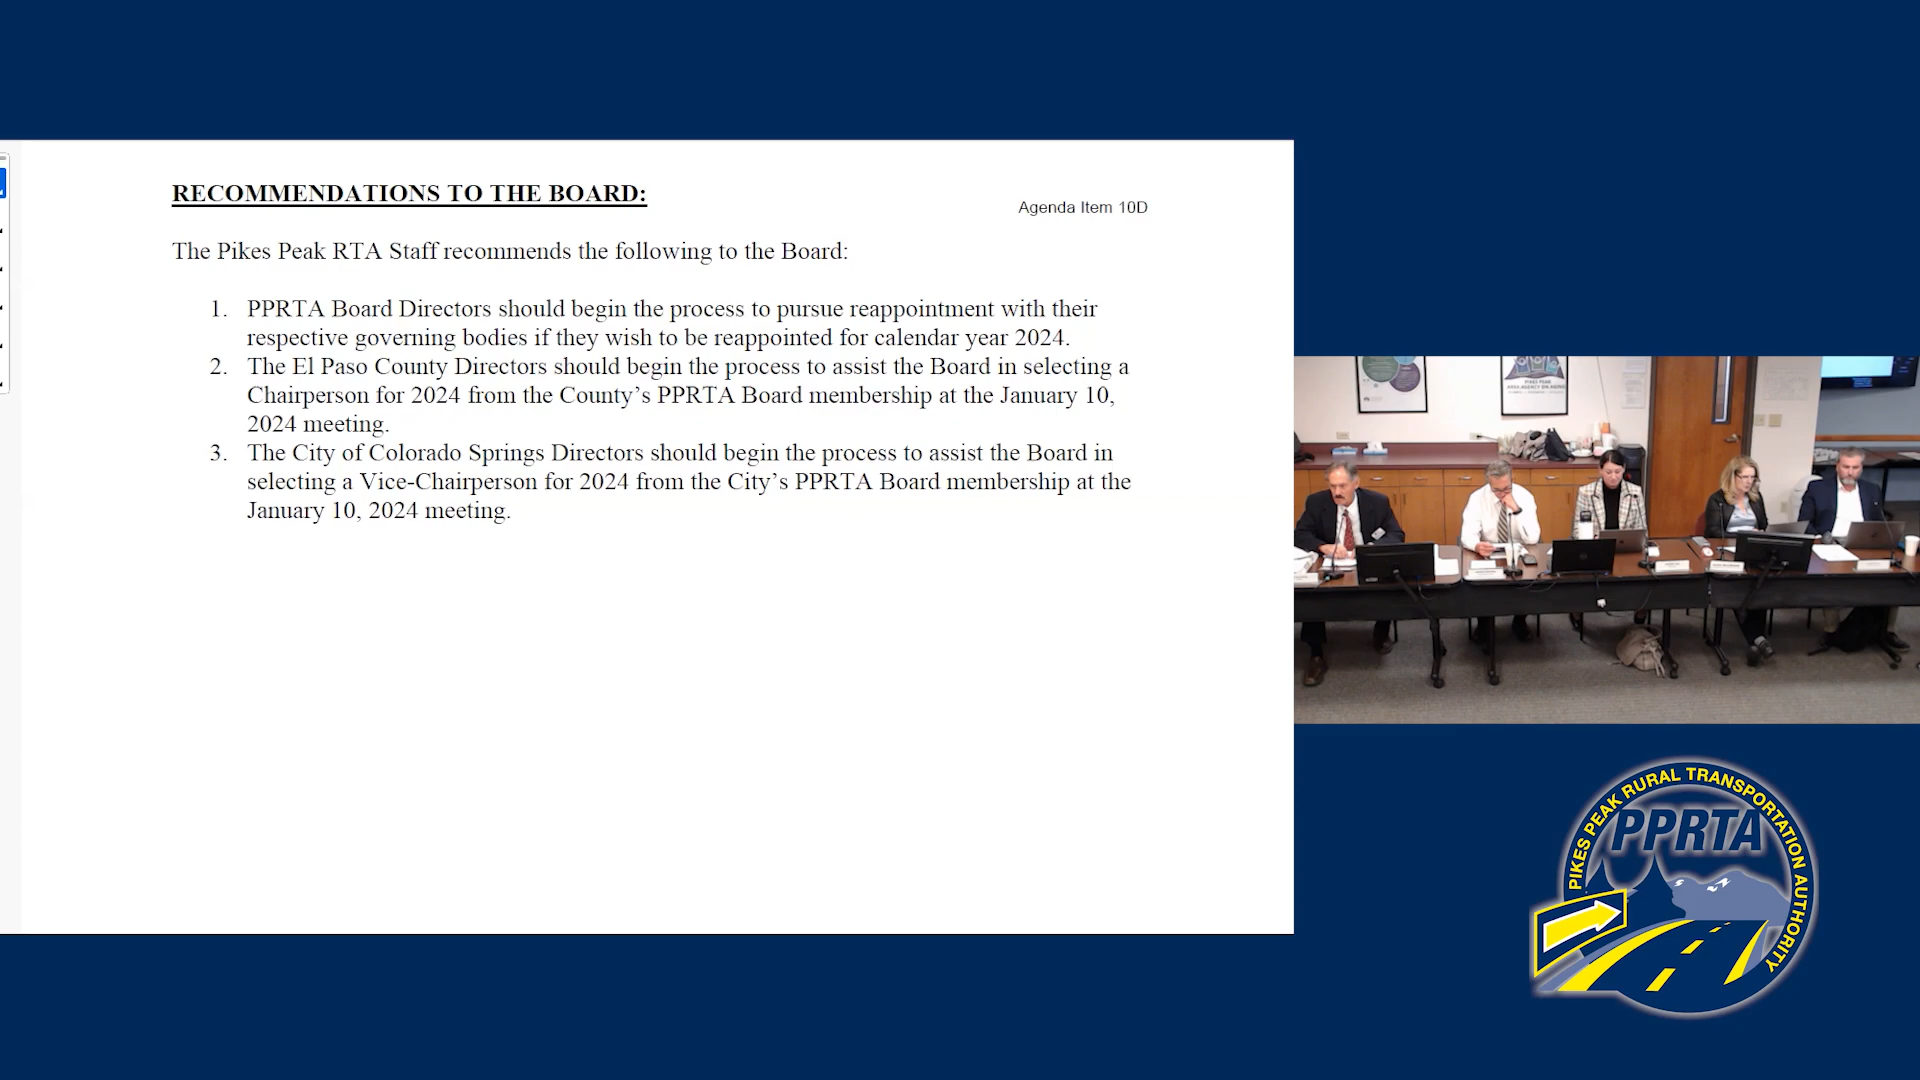 RECOMMENDATIONS TO THE BOARD:
Agenda Item 10D
The Pikes Peak RTA Staff recommends the following to the Board:
1. PPRTA Board Directors should begin the process to pursue reappointment with their
respective governing bodies if they wish to be reappointed for calendar year 2024.
2. The El Paso County Directors should begin the process to assist the Board in selecting a
Chairperson for 2024 from the County’s PPRTA Board membership at the January 10,
2024 meeting.
3. The City of Colorado Springs Directors should begin the process to assist the Board in
selecting a Vice-Chairperson for 2024 from the City’s PPRTA Board membership at the
January 10, 2024 meeting.
PIKES PEAK
AREA AGENCY ON AGING
PIKES PEAK RURAL TRANSPORTATION AUTHORITY
PPRTA